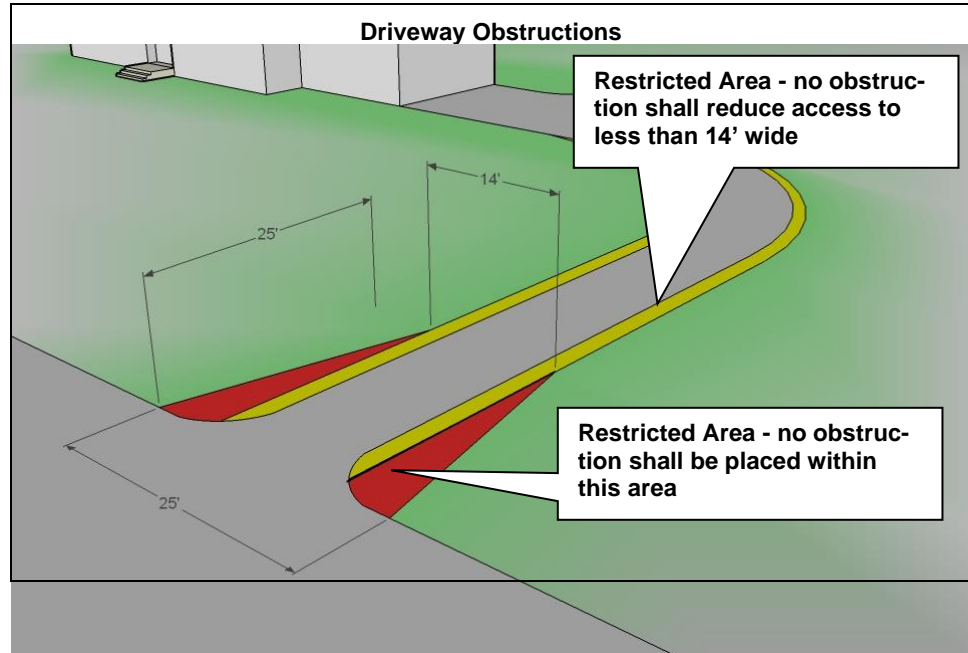 Driveway Obstructions
Restricted Area - no obstruc-
tion shall reduce access to
less than 14’ wide
14'
25'
Restricted Area - no obstruc-
tion shall be placed within
this area
25'